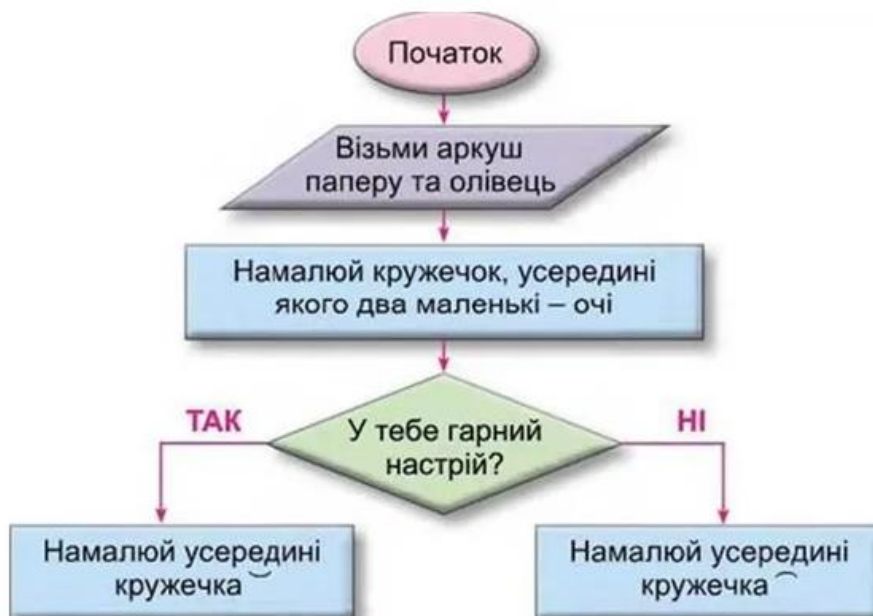 Початок
Візьми аркуш
паперу та олівець
Намалюй кружечок, усередині
якого два маленькі – очі
ТАК
У тебе гарний
настрій?
НІ
Намалюй усередині
кружечка
Намалюй усередині
кружечка